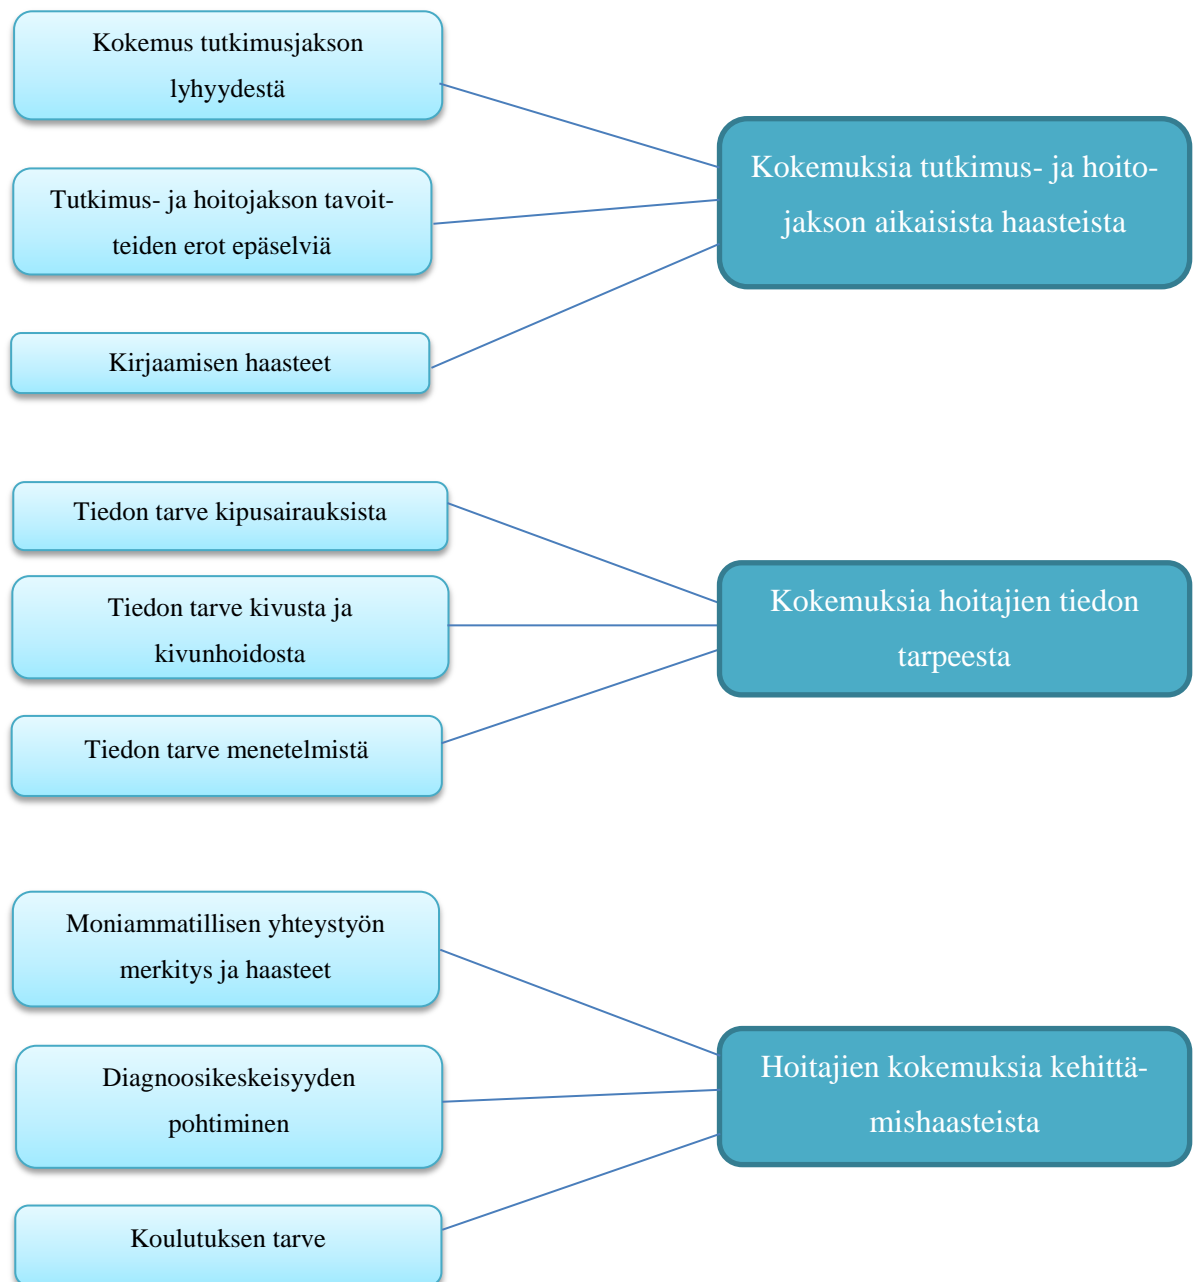 Kokemus tutkimusjakson
lyhyydestä
Tutkimus- ja hoitojakson tavoit-
teiden erot epäselviä
Kirjaamisen haasteet
Kokemuksia tutkimus- ja hoito-
jakson aikaisista haasteista
Tiedon tarve kipusairauksista
Tiedon tarve kivusta ja
kivunhoidosta
Tiedon tarve menetelmistä
Kokemuksia hoitajien tiedon
tarpeesta
Moniammatillisen yhteystyön
merkitys ja haasteet
Diagnoosikeskeisyyden
pohtiminen
Koulutuksen tarve
Hoitajien kokemuksia kehittä-
mishaasteista